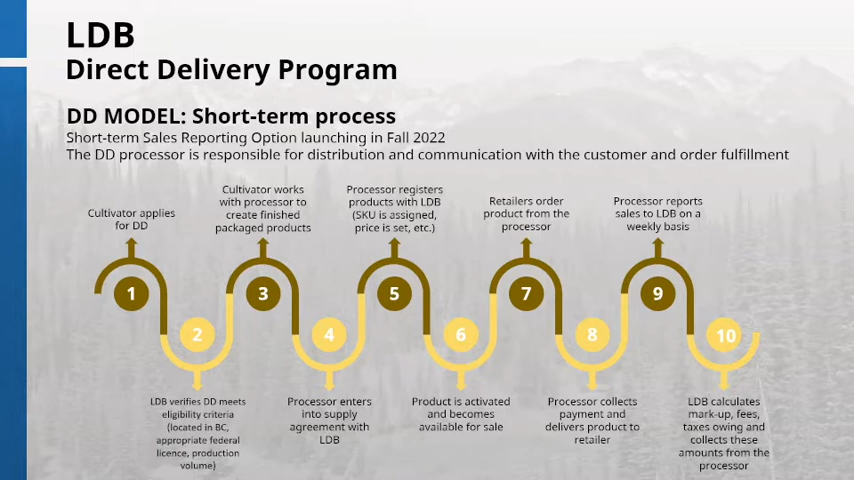 LDB
Direct Delivery Program
DD MODEL: Short-term process
Short-term Sales Reporting Option launching in Fall 2022
The DD processor is responsible for distribution and communication with the customer and order fulfillment
Cultivator applies
for DD
1
LDB verifies DD meets
eligibility criteria
(located in BC,
appropriate federal
licence, production
volume)
2
Cultivator works
with processor to
create finished
packaged products
3
Processor enters
into supply
agreement with
LDB
4
Processor registers
products with LDB
(SKU is assigned,
price is set, etc.)
5
Product is activated
and becomes
available for sale
6
Retailers order
product from the
processor
7
Processor collects
payment and
delivers product to
retailer
8
Processor reports
sales to LDB on a
weekly basis
9
LDB calculates
mark-up, fees,
taxes owing and
collects these
amounts from the
processor
10